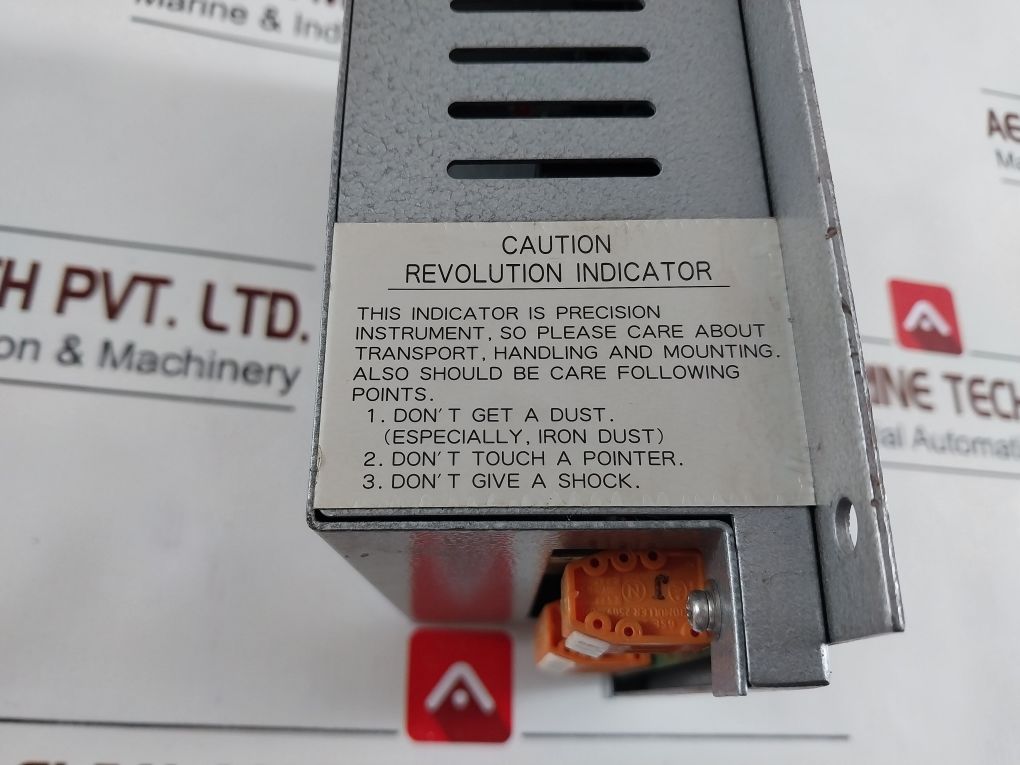 Marine & Ind
AE
Ma
H PVT. LTD.
on & Machinery
INE TECH
al Automati
CAUTION
REVOLUTION INDICATOR
THIS INDICATOR IS PRECISION
INSTRUMENT, SO PLEASE CARE ABOUT
TRANSPORT, HANDLING AND MOUNTING.
ALSO SHOULD BE CARE FOLLOWING
POINTS.
1. DON'T GET A DUST.
(ESPECIALLY, IRON DUST)
2. DON'T TOUCH A POINTER.
3. DON'T GIVE A SHOCK.